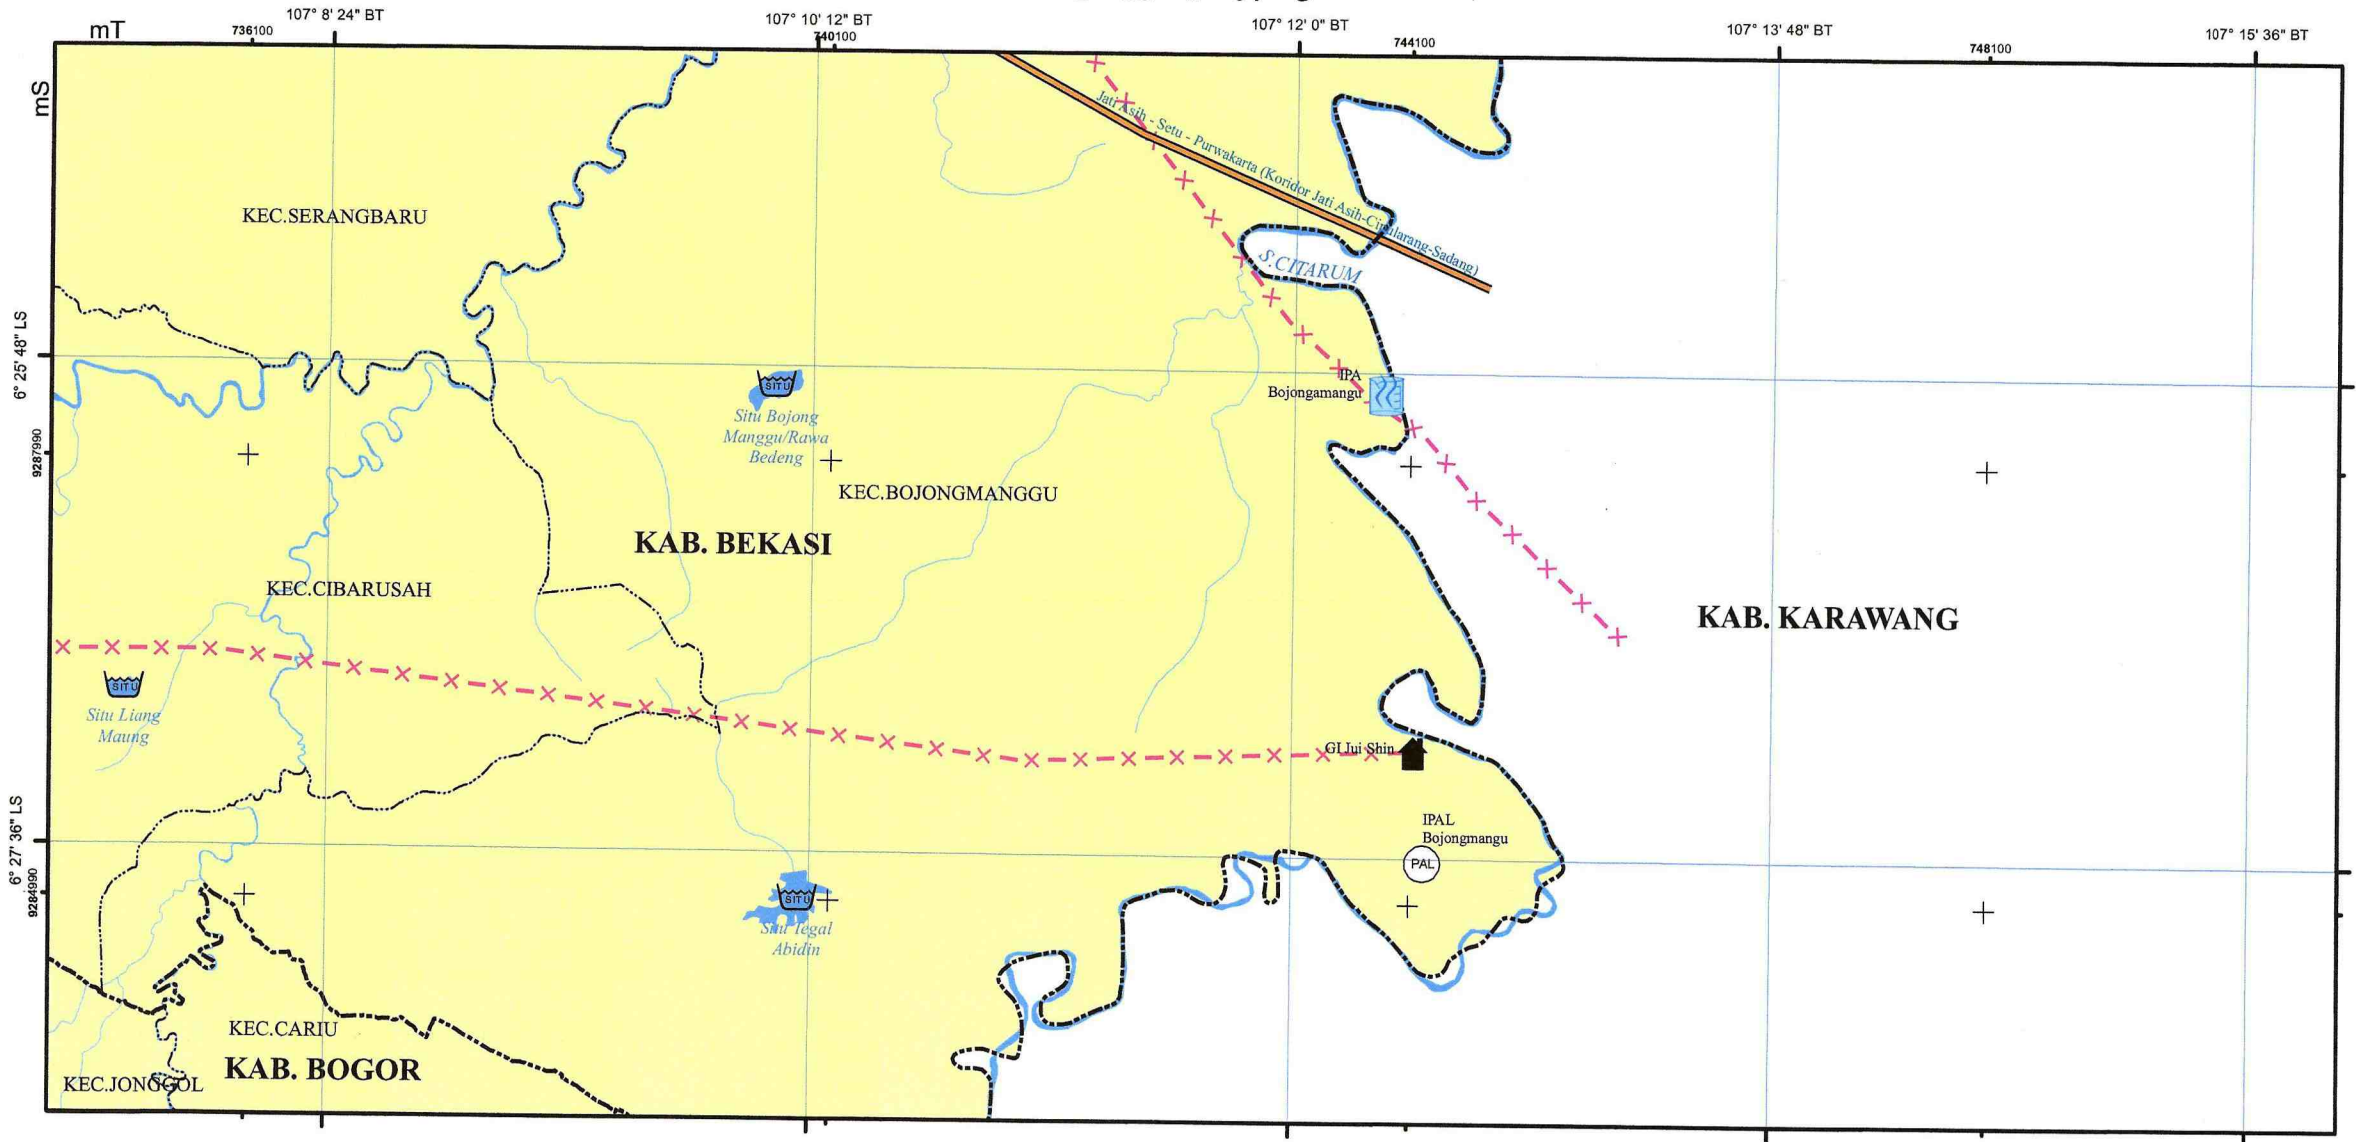 107° 8' 24" BT
107° 10' 12" BT
107° 12' 0" BT
107° 13' 48" BT
107° 15' 36" BT
mT
736100
740100
744100
748100
mS
Jati Asih - Setu - Purwakarta (Koridor Jati Asih-Cipularang-Sadang)
KEC.SERANGBARU
S.CITARUM
6° 25' 48" LS
IPA
Bojongamangu
SITU
Situ Bojong
Manggu/Rawa
Bedeng
9287990
KEC.BOJONGMANGGU
KAB. BEKASI
KEC.CIBARUSAH
KAB. KARAWANG
SITU
Situ Liang
Maung
GI Jui Shin
6° 27' 36" LS
IPAL
Bojongmangu
PAL
9284990
SITU
Situ Tegal
Abidin
KEC.CARIU
KAB. BOGOR
KEC.JONGGOL